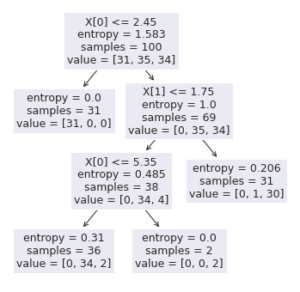 X[0] <= 2.45
entropy = 1.583
samples = 100
value = [31, 35, 34]
entropy = 0.0
samples = 31
value = [31, 0, 0]
X[1] <= 1.75
entropy = 1.0
samples = 69
value = [0, 35, 34]
X[0] <= 5.35
entropy = 0.485
samples = 38
value = [0, 34, 4]
entropy = 0.206
samples = 31
value = [0, 1, 30]
entropy = 0.31
samples = 36
value = [0, 34, 2]
entropy = 0.0
samples = 2
value = [0, 0, 2]